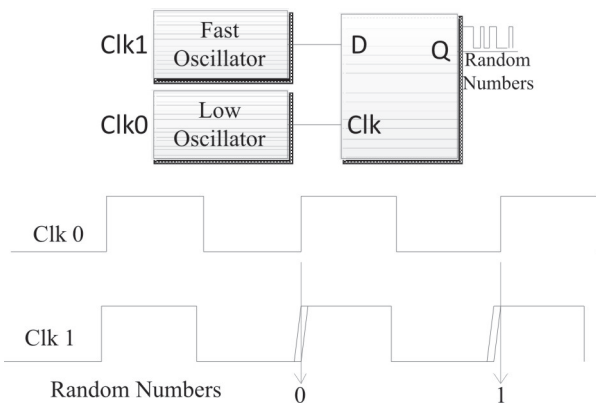 Clk1
Fast
Oscillator
D
Q
Random
Numbers
Clk0
Low
Oscillator
Clk
Clk 0
Clk 1
Random Numbers
0
1